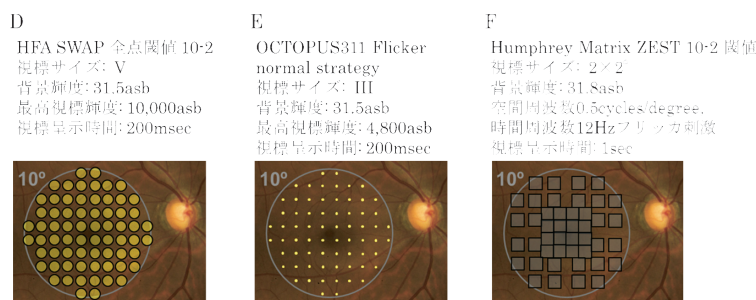 D
HFA SWAP 全点閾値 10-2
視標サイズ: V
背景輝度: 31.5asb
最高視標輝度: 10,000asb
視標呈示時間: 200msec
10°
E
OCTOPUS311 Flicker
normal strategy
視標サイズ: III
背景輝度: 31.5asb
最高視標輝度: 4,800asb
視標呈示時間: 200msec
10°
F
Humphrey Matrix ZEST 10-2 閾値
視標サイズ: 2×2°
背景輝度: 31.8asb
空間周波数0.5cycles/degree,
時間周波数12Hzフリッカ刺激
視標呈示時間: 1sec
10°